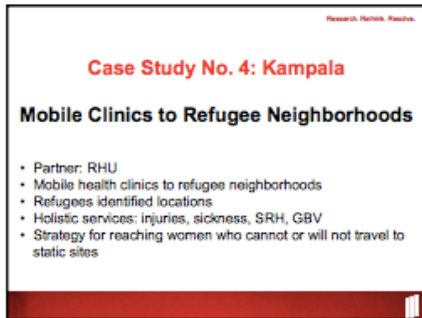 Research. Rethink. Resolve.
Case Study No. 4: Kampala
Mobile Clinics to Refugee Neighborhoods
• Partner: RHU
• Mobile health clinics to refugee neighborhoods
• Refugees identified locations
• Holistic services: injuries, sickness, SRH, GBV
• Strategy for reaching women who cannot or will not travel to
static sites